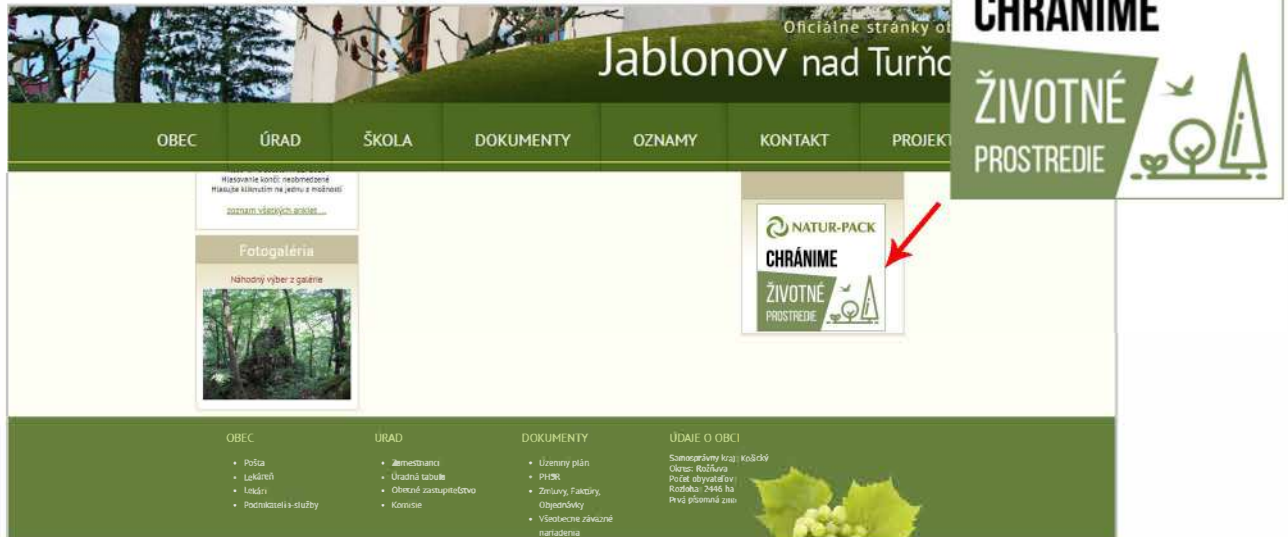 Oficiálne stránky
Jablonov nad
OBEC ÚRAD ŠKOLA DOKUMENTY OZNAMY KONTAKT
Hlasovanie končí: neobmedzené
Hlasujte kliknutím na jednu z možností
zoznam všetkých ankiet ...
Fotogaléria
Náhodný výber z galérie
NATUR-PACK
CHRÁNIME
ŽIVOTNÉ
PROSTREDIE
CHRÁNIME
ŽIVOTNÉ
PROSTREDIE
OBEC
Pošta
Lekáreň
Lekári
Podnikatelia-služby
ÚRAD
Zamestnanci
Úradná tabuľa
Obecné zastupiteľstvo
Komisie
DOKUMENTY
Územný plán
PHSR
Zmluvy, Faktúry,
Objednávky
Všeobecne záväzné
nariadenia
ÚDAJE O OBCI
Samosprávny kraj: Košický
Okres: Rožňava
Počet obyvateľov:
Rozloha: 2446 ha
Prvá písomná